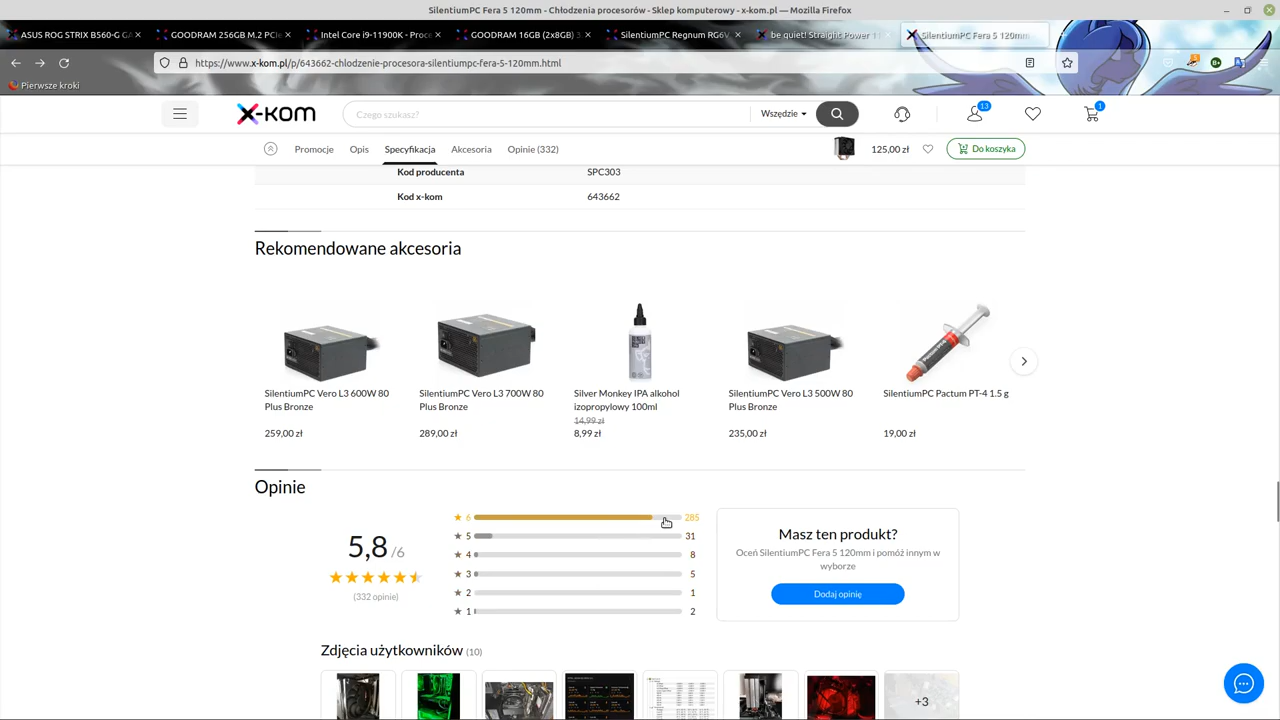 SilentiumPC Fera 5 120mm - Chłodzenia procesorów - Sklep komputerowy - x-kom.pl — Mozilla Firefox
ASUS ROG STRIX B560-G GA
GOODRAM 256GB M.2 PCIe
Intel Core i9-11900K - Proce
GOODRAM 16GB (2x8GB) 3
SilentiumPC Regnum RG6V
be quiet! Straight Power 11
SilentiumPC Fera 5 120mm
https://www.x-kom.pl/p/643662-chlodzenie-procesora-silentiumpc-fera-5-120mm.html
Pierwsze kroki
x-kom
Czego szukasz?
Wszędzie
13
1
Promocje
Opis
Specyfikacja
Akcesoria
Opinie (332)
125,00 zł
Do koszyka
Kod producenta
SPC303
Kod x-kom
643662
Rekomendowane akcesoria
SilentiumPC Vero L3 600W 80
Plus Bronze
259,00 zł
SilentiumPC Vero L3 700W 80
Plus Bronze
289,00 zł
Silver Monkey IPA alkohol
izopropylowy 100ml
14,99 zł
8,99 zł
SilentiumPC Vero L3 500W 80
Plus Bronze
235,00 zł
SilentiumPC Pactum PT-4 1.5 g
19,00 zł
Opinie
5,8 /6
(332 opinie)
6 285
5 31
4 8
3 5
2 1
1 2
Masz ten produkt?
Oceń SilentiumPC Fera 5 120mm i pomóż innym w
wyborze
Dodaj opinię
Zdjęcia użytkowników (10)
+3